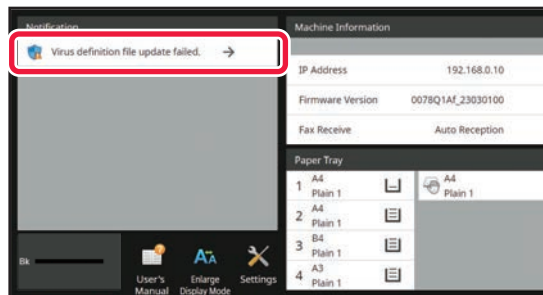 Notification
Virus definition file update failed.
Machine Information
IP Address 192.168.0.10
Firmware Version 0078Q1Af_23030100
Fax Receive Auto Reception
Paper Tray
1 A4
Plain 1
A4
Plain 1
2 A4
Plain 1
3 B4
Plain 1
4 A3
Plain 1
Bk
User's
Manual
Enlarge
Display Mode
Settings